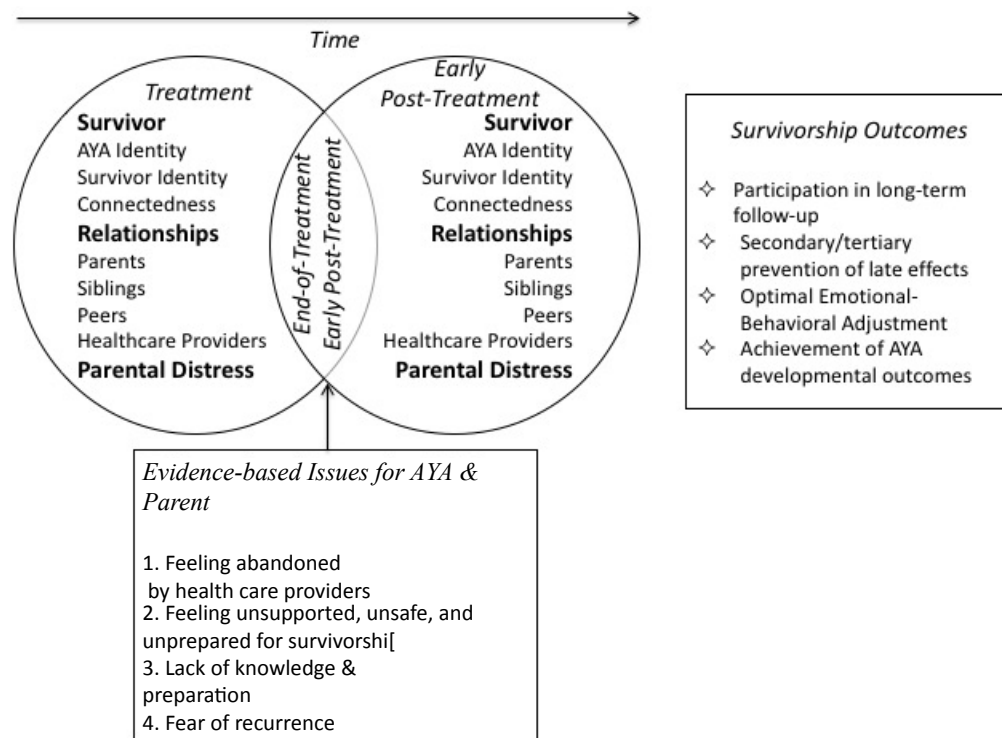 Time
Treatment
Survivor
AYA Identity
Survivor Identity
Connectedness
Relationships
Parents
Siblings
Peers
Healthcare Providers
Parental Distress
End-of-Treatment
Early Post-Treatment
Early
Post-Treatment
Survivor
AYA Identity
Survivor Identity
Connectedness
Relationships
Parents
Siblings
Peers
Healthcare Providers
Parental Distress
Survivorship Outcomes
✧ Participation in long-term
follow-up
✧ Secondary/tertiary
prevention of late effects
✧ Optimal Emotional-
Behavioral Adjustment
✧ Achievement of AYA
developmental outcomes
Evidence-based Issues for AYA &
Parent
1. Feeling abandoned
by health care providers
2. Feeling unsupported, unsafe, and
unprepared for survivorshi[
3. Lack of knowledge &
preparation
4. Fear of recurrence